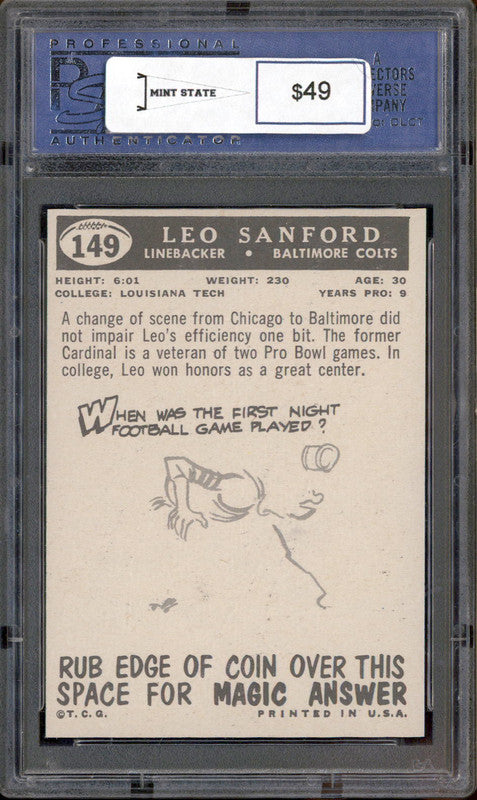 PROFESSIONAL
AUTHENTICATOR
MINT STATE
$49
149
LEO SANFORD
LINEBACKER • BALTIMORE COLTS
HEIGHT: 6:01 WEIGHT: 230 AGE: 30
COLLEGE: LOUISIANA TECH YEARS PRO: 9
A change of scene from Chicago to Baltimore did
not impair Leo's efficiency one bit. The former
Cardinal is a veteran of two Pro Bowl games. In
college, Leo won honors as a great center.
WHEN WAS THE FIRST NIGHT
FOOTBALL GAME PLAYED?
RUB EDGE OF COIN OVER THIS
SPACE FOR MAGIC ANSWER
©T.C.G. PRINTED IN U.S.A.